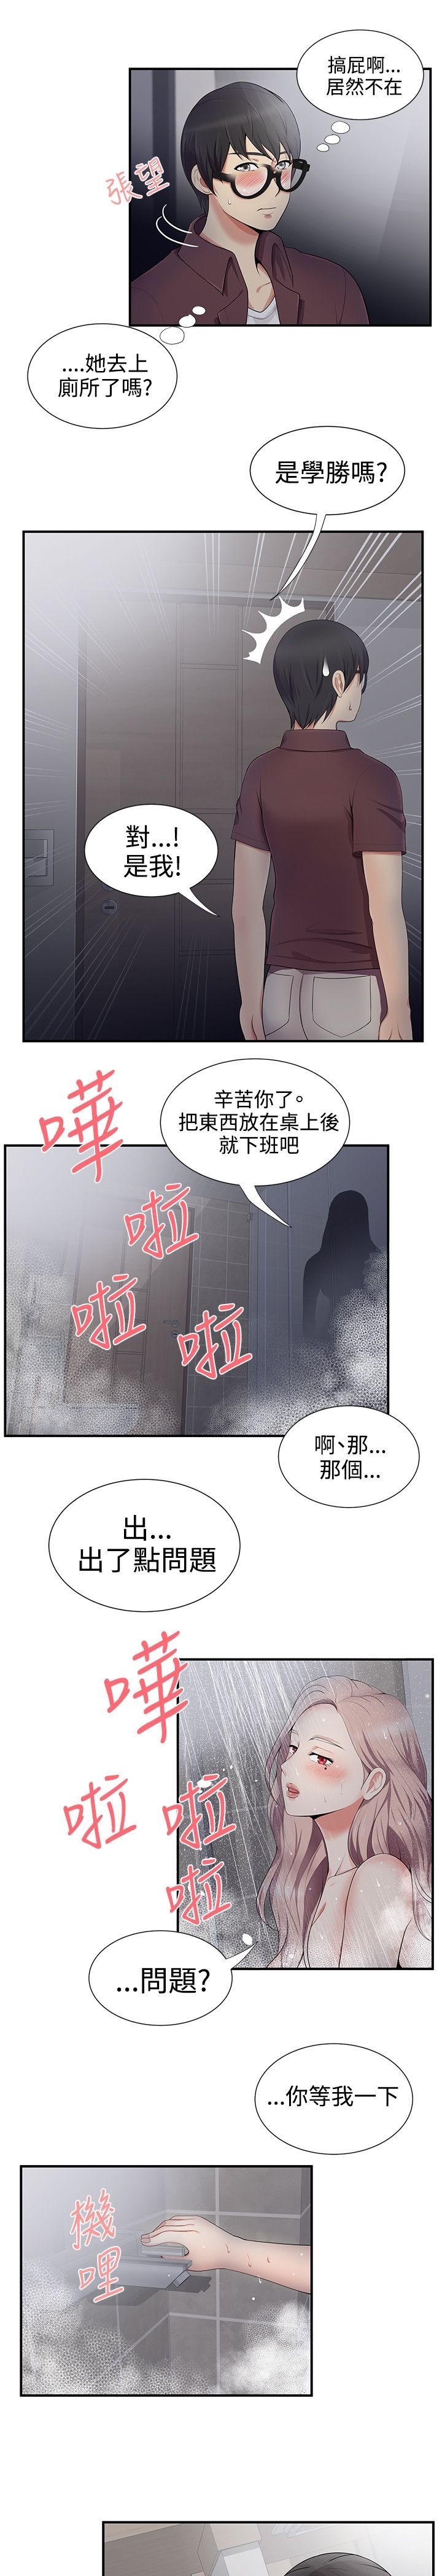 搞屁啊...
居然不在
張望
....她去上
廁所了嗎?
是學勝嗎?
對...!
是我!
辛苦你了。
把東西放在桌上後
就下班吧
嘩
啦
啦
啦
啊、那...
那個...
出...
出了點問題
嘩
啦
啦
啦
...問題?
...你等我一下
機
哩